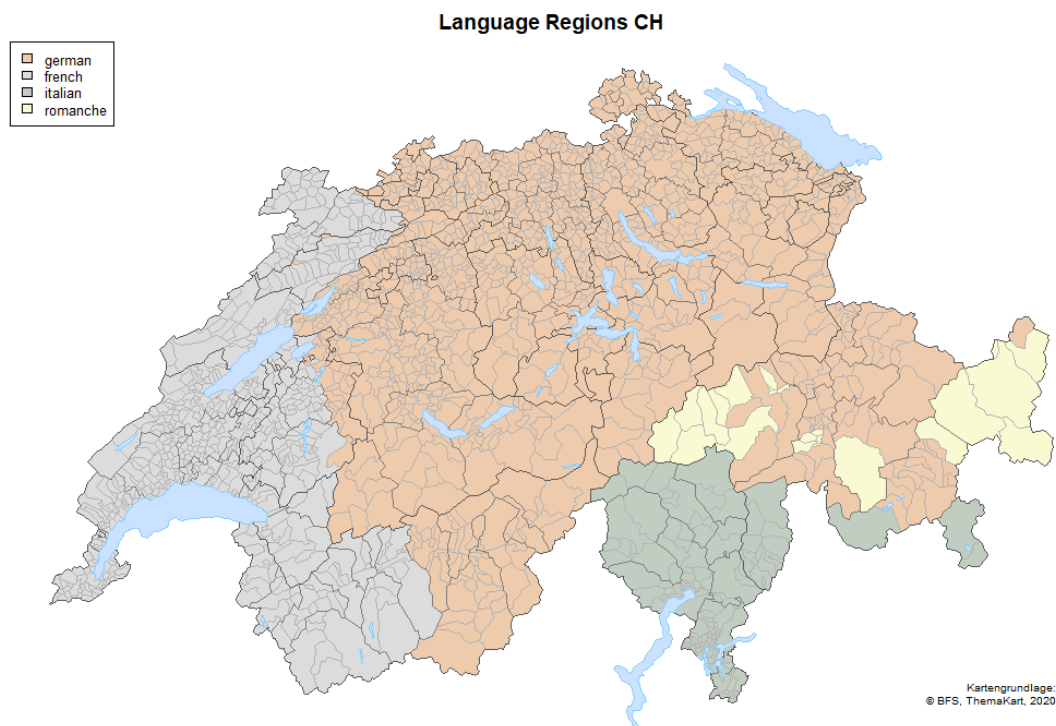 Language Regions CH
german
french
italian
romanche
Kartengrundlage:
© BFS, ThemaKart, 2020